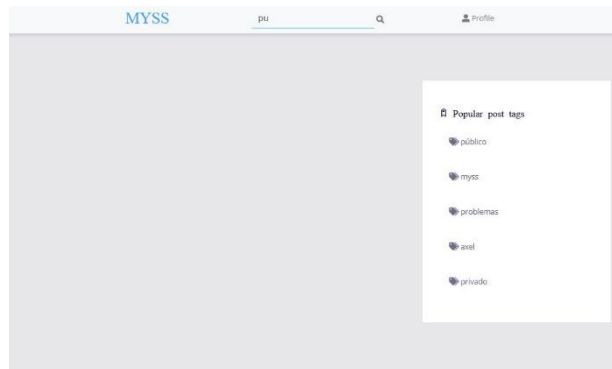 MYSS
pu
Profile
Popular post tags
público
myss
problemas
axel
privado